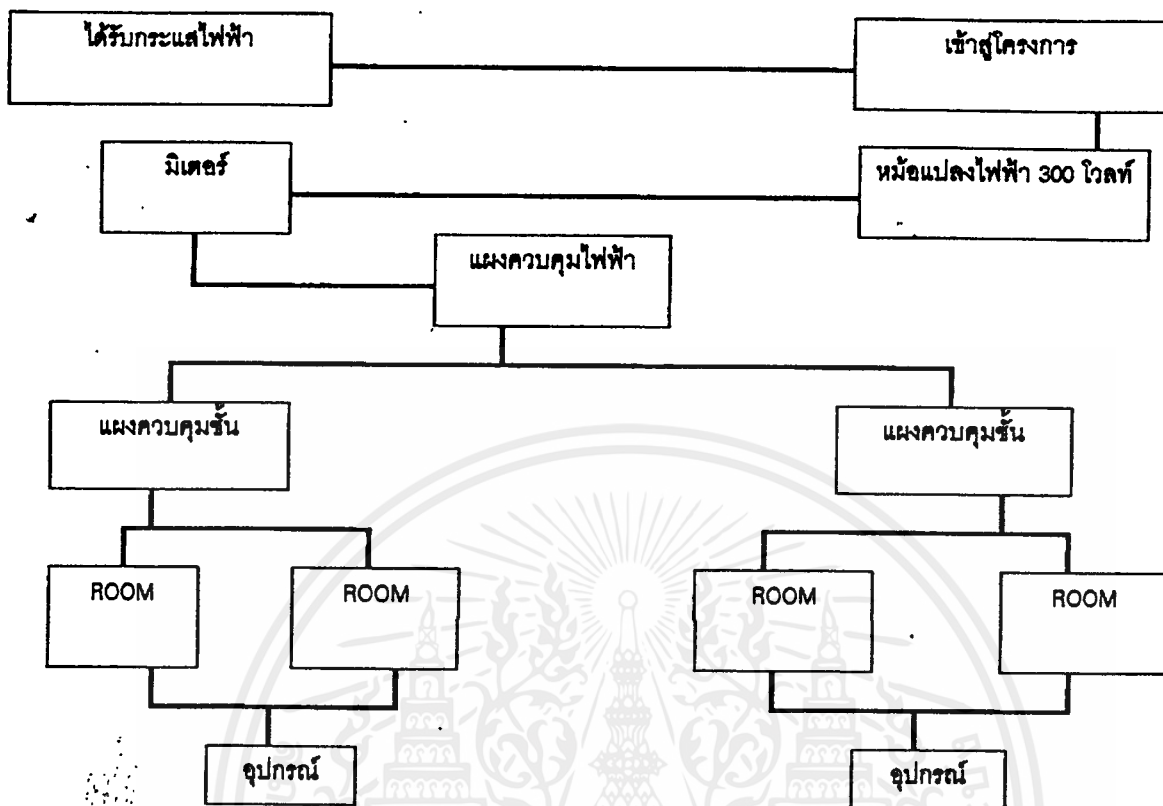 ได้รับกระแสไฟฟ้า
เข้าสู่โครงการ
มิเตอร์
หม้อแปลงไฟฟ้า 300 โวลท์
แผงควบคุมไฟฟ้า
แผงควบคุมชั้น
แผงควบคุมชั้น
ROOM
ROOM
ROOM
ROOM
อุปกรณ์
อุปกรณ์